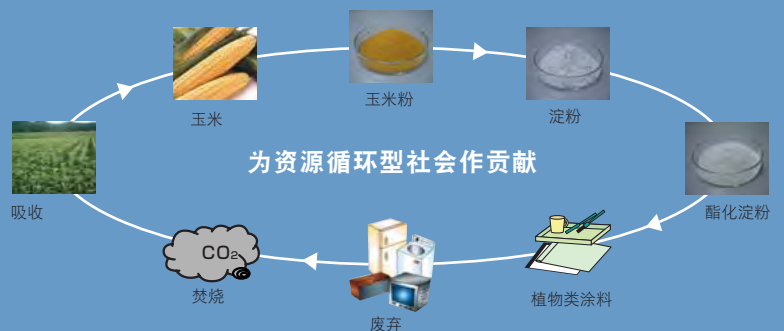 玉米
玉米粉
淀粉
为资源循环型社会作贡献
吸收
酯化淀粉
CO₂
焚烧
废弃
植物类涂料